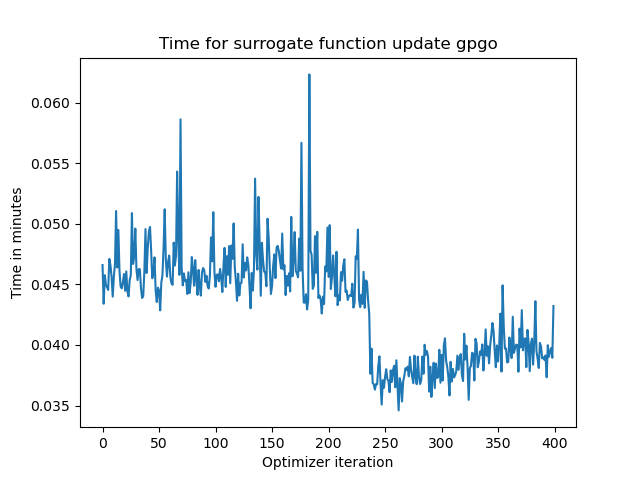 Time for surrogate function update gpgo
0.060
0.055
0.050
0.045
0.040
0.035
Time in minutes
0 50 100 150 200 250 300 350 400
Optimizer iteration